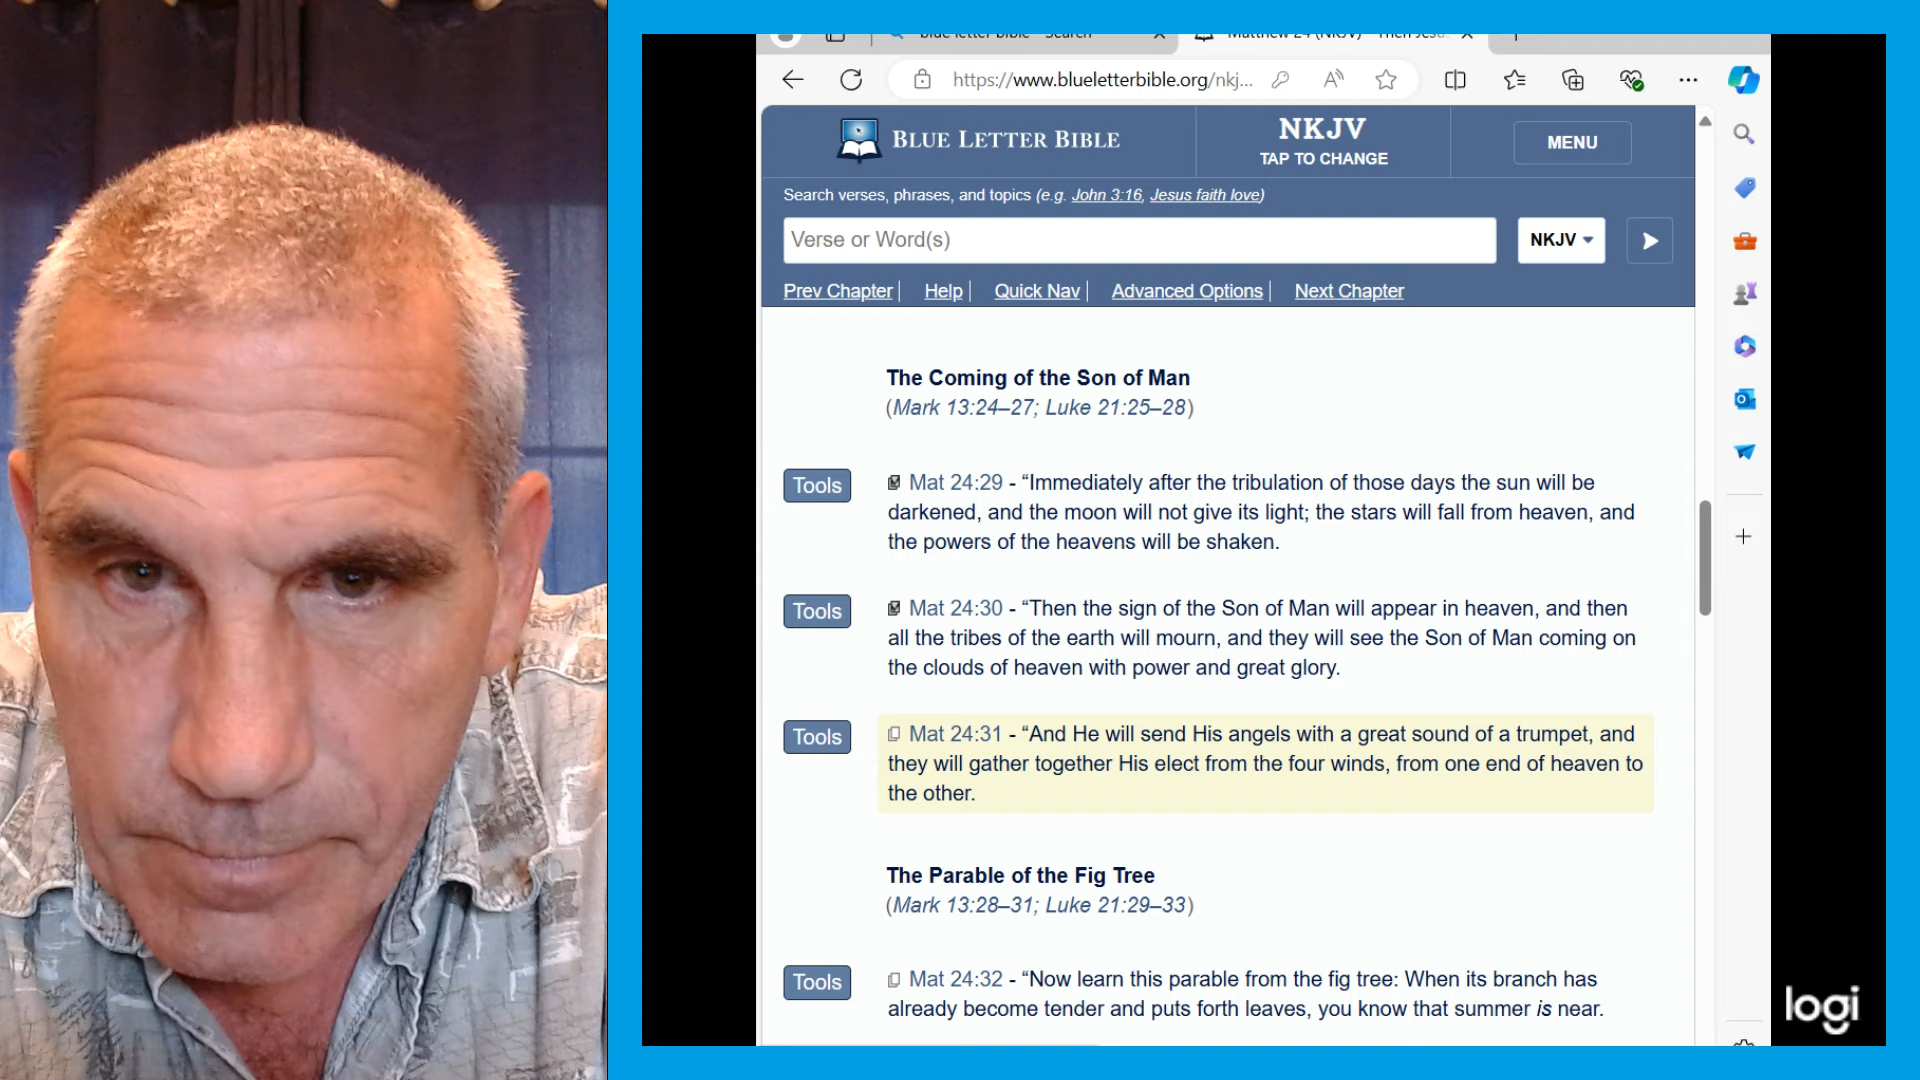 blue letter bible - Search
Matthew 24 (NKJV) - Then Jesu
https://www.blueletterbible.org/nkj...
BLUE LETTER BIBLE
NKJV
TAP TO CHANGE
MENU
Search verses, phrases, and topics (e.g. John 3:16, Jesus faith love)
Verse or Word(s)
NKJV
Prev Chapter | Help | Quick Nav | Advanced Options | Next Chapter
The Coming of the Son of Man
(Mark 13:24–27; Luke 21:25–28)
Tools
Mat 24:29 - “Immediately after the tribulation of those days the sun will be
darkened, and the moon will not give its light; the stars will fall from heaven, and
the powers of the heavens will be shaken.
Tools
Mat 24:30 - “Then the sign of the Son of Man will appear in heaven, and then
all the tribes of the earth will mourn, and they will see the Son of Man coming on
the clouds of heaven with power and great glory.
Tools
Mat 24:31 - “And He will send His angels with a great sound of a trumpet, and
they will gather together His elect from the four winds, from one end of heaven to
the other.
The Parable of the Fig Tree
(Mark 13:28–31; Luke 21:29–33)
Tools
Mat 24:32 - “Now learn this parable from the fig tree: When its branch has
already become tender and puts forth leaves, you know that summer is near.
logi